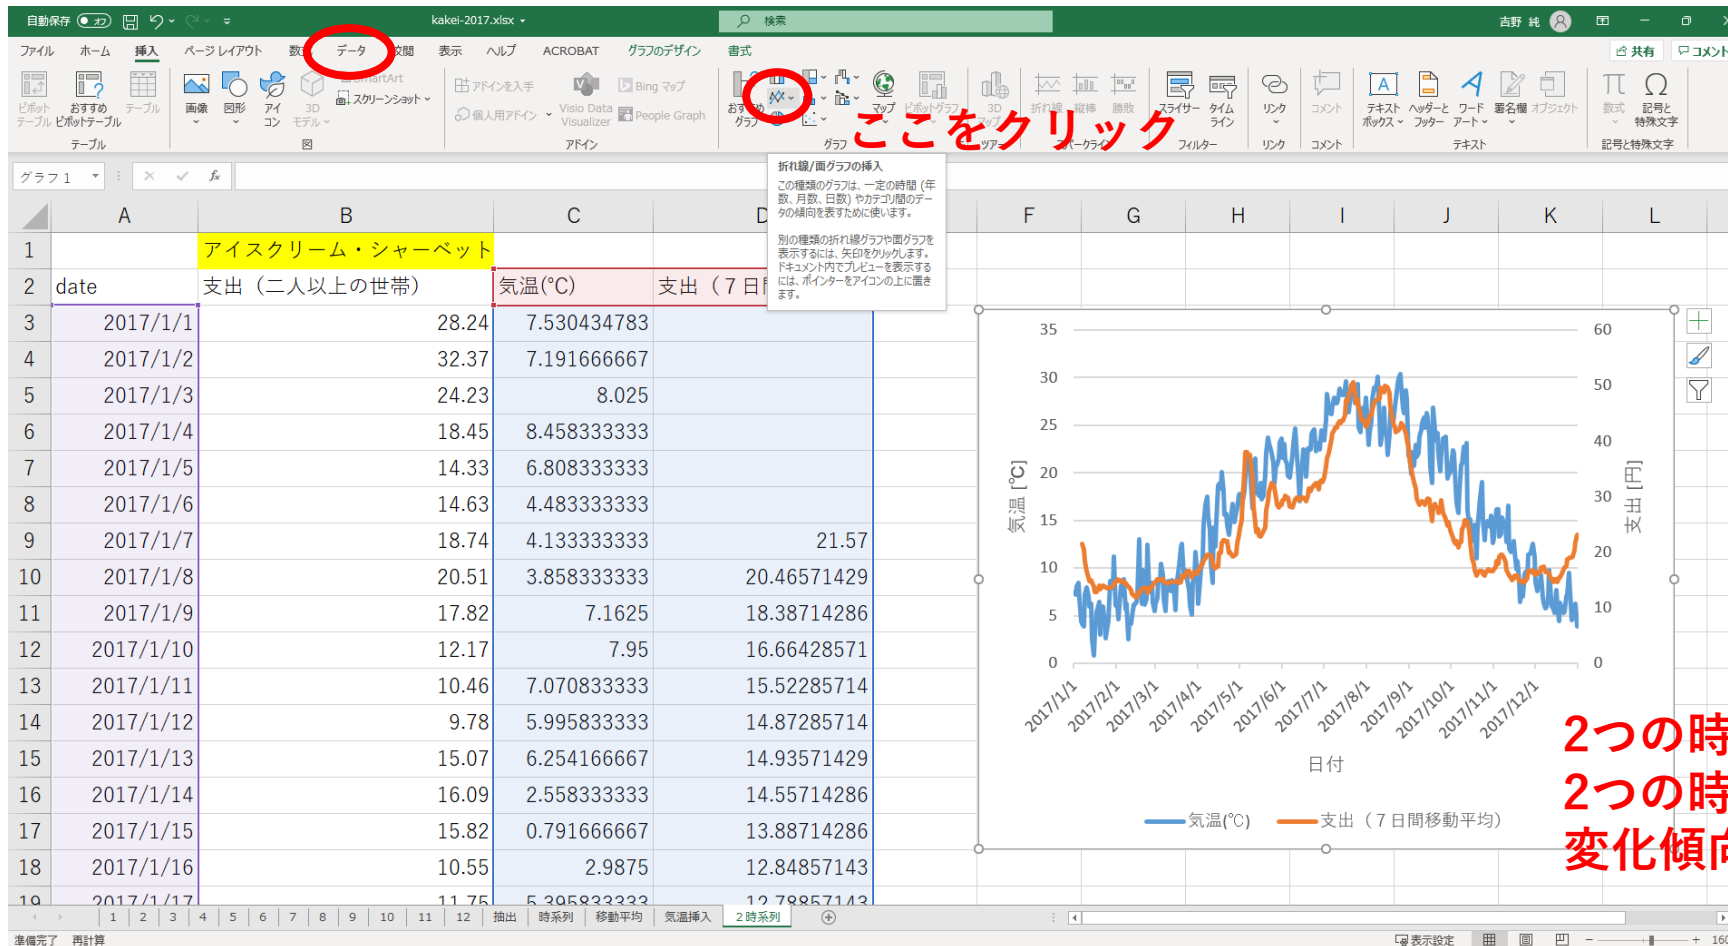 自動保存 オフ kakei-2017.xlsx 検索 吉野 純
ファイル ホーム 挿入 ページ レイアウト 数式 データ 校閲 表示 ヘルプ ACROBAT グラフのデザイン 書式 共有 コメント
ピボットテーブル おすすめピボットテーブル テーブル 画像 図形 アイコン 3Dモデル SmartArt スクリーンショット
アドインを入手 個人用アドイン Visio Data Visualizer Bing マップ People Graph
おすすめグラフ マップ ピボットグラフ 3Dマップ 折れ線 縦棒 勝敗 スライサー タイムライン リンク コメント
テキストボックス ヘッダーとフッター ワードアート 署名欄 オブジェクト 数式 記号と特殊文字
テーブル 図 アドイン グラフ ツアー スパークライン フィルター リンク コメント テキスト 記号と特殊文字
ここをクリック
グラフ 1 fx
折れ線/面グラフの挿入
この種類のグラフは、一定の時間 (年
数、月数、日数) やカテゴリ間のデー
タの傾向を表すために使います。
別の種類の折れ線グラフや面グラフを
表示するには、矢印をクリックします。
ドキュメント内でプレビューを表示する
には、ポインターをアイコンの上に置き
ます。
A B C D F G H I J K L
1 アイスクリーム・シャーベット
2 date 支出（二人以上の世帯） 気温(℃) 支出（７日
3 2017/1/1 28.24 7.530434783
4 2017/1/2 32.37 7.191666667
5 2017/1/3 24.23 8.025
6 2017/1/4 18.45 8.458333333
7 2017/1/5 14.33 6.808333333
8 2017/1/6 14.63 4.483333333
9 2017/1/7 18.74 4.133333333 21.57
10 2017/1/8 20.51 3.858333333 20.46571429
11 2017/1/9 17.82 7.1625 18.38714286
12 2017/1/10 12.17 7.95 16.66428571
13 2017/1/11 10.46 7.070833333 15.52285714
14 2017/1/12 9.78 5.995833333 14.87285714
15 2017/1/13 15.07 6.254166667 14.93571429
16 2017/1/14 16.09 2.558333333 14.55714286
17 2017/1/15 15.82 0.791666667 13.88714286
18 2017/1/16 10.55 2.9875 12.84857143
19 2017/1/17 11.75 5.395833333 12.78857143
35 60
30 50
25 40
20 30
15 20
10 10
5 0
0
気温 [℃]
支出 [円]
2017/1/1 2017/2/1 2017/3/1 2017/4/1 2017/5/1 2017/6/1 2017/7/1 2017/8/1 2017/9/1 2017/10/1 2017/11/1 2017/12/1
日付
気温(℃) 支出（７日間移動平均）
2つの時
2つの時
変化傾向
1 2 3 4 5 6 7 8 9 10 11 12 抽出 時系列 移動平均 気温挿入 ２時系列
準備完了 再計算 表示設定 160